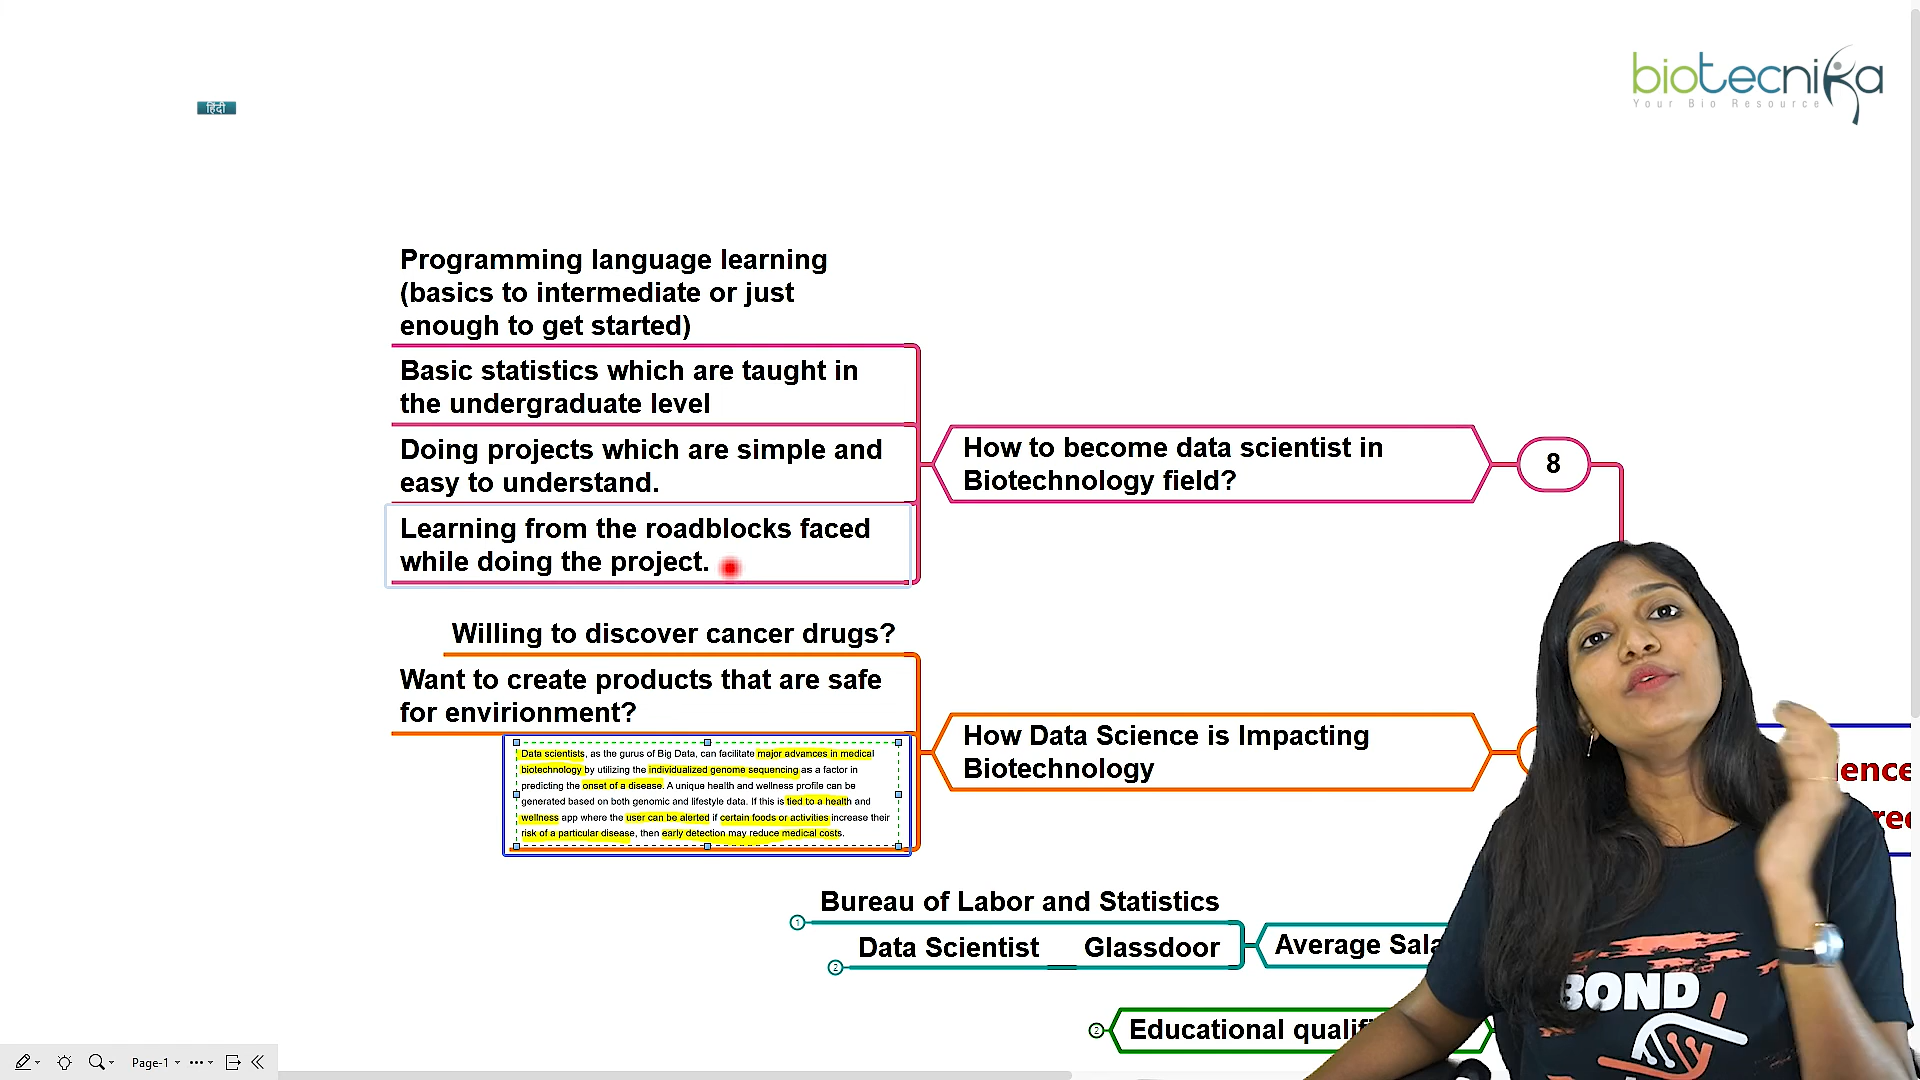 biotecnika
Your Bio Resource
हिंदी
Programming language learning
(basics to intermediate or just
enough to get started)
Basic statistics which are taught in
the undergraduate level
Doing projects which are simple and
easy to understand.
Learning from the roadblocks faced
while doing the project.
How to become data scientist in
Biotechnology field?
8
Willing to discover cancer drugs?
Want to create products that are safe
for envirionment?
Data scientists, as the gurus of Big Data, can facilitate major advances in medical
biotechnology by utilizing the individualized genome sequencing as a factor in
predicting the onset of a disease. A unique health and wellness profile can be
generated based on both genomic and lifestyle data. If this is tied to a health and
wellness app where the user can be alerted if certain foods or activities increase their
risk of a particular disease, then early detection may reduce medical costs.
How Data Science is Impacting
Biotechnology
ience
Bureau of Labor and Statistics
1
Data Scientist Glassdoor
2
Average Sala
2
Educational qualifi
BOND
Page-1